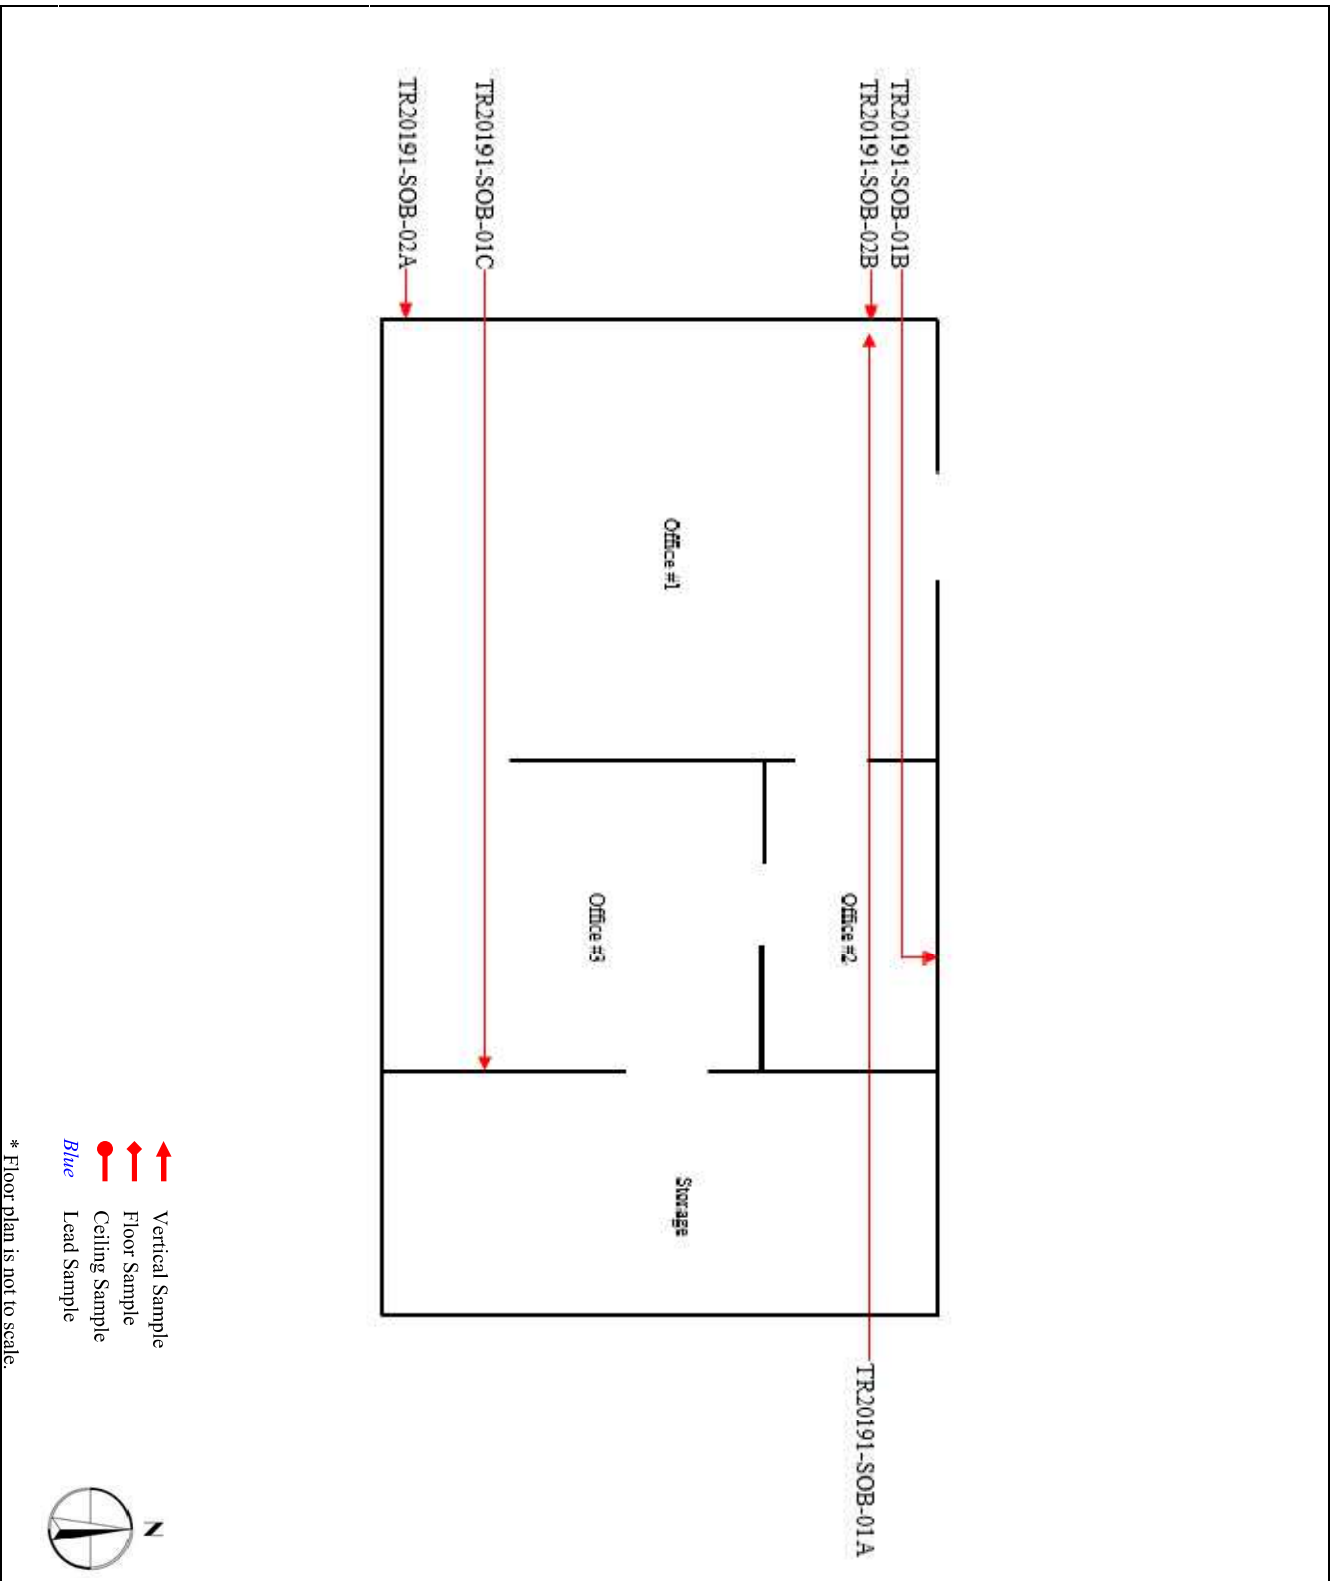 TR20191-SOB-01B
TR20191-SOB-02B
TR20191-SOB-01C
TR20191-SOB-02A
Office #1
Office #2
Office #3
Storage
TR20191-SOB-01A
Vertical Sample
Floor Sample
Ceiling Sample
Blue Lead Sample
* Floor plan is not to scale.
N